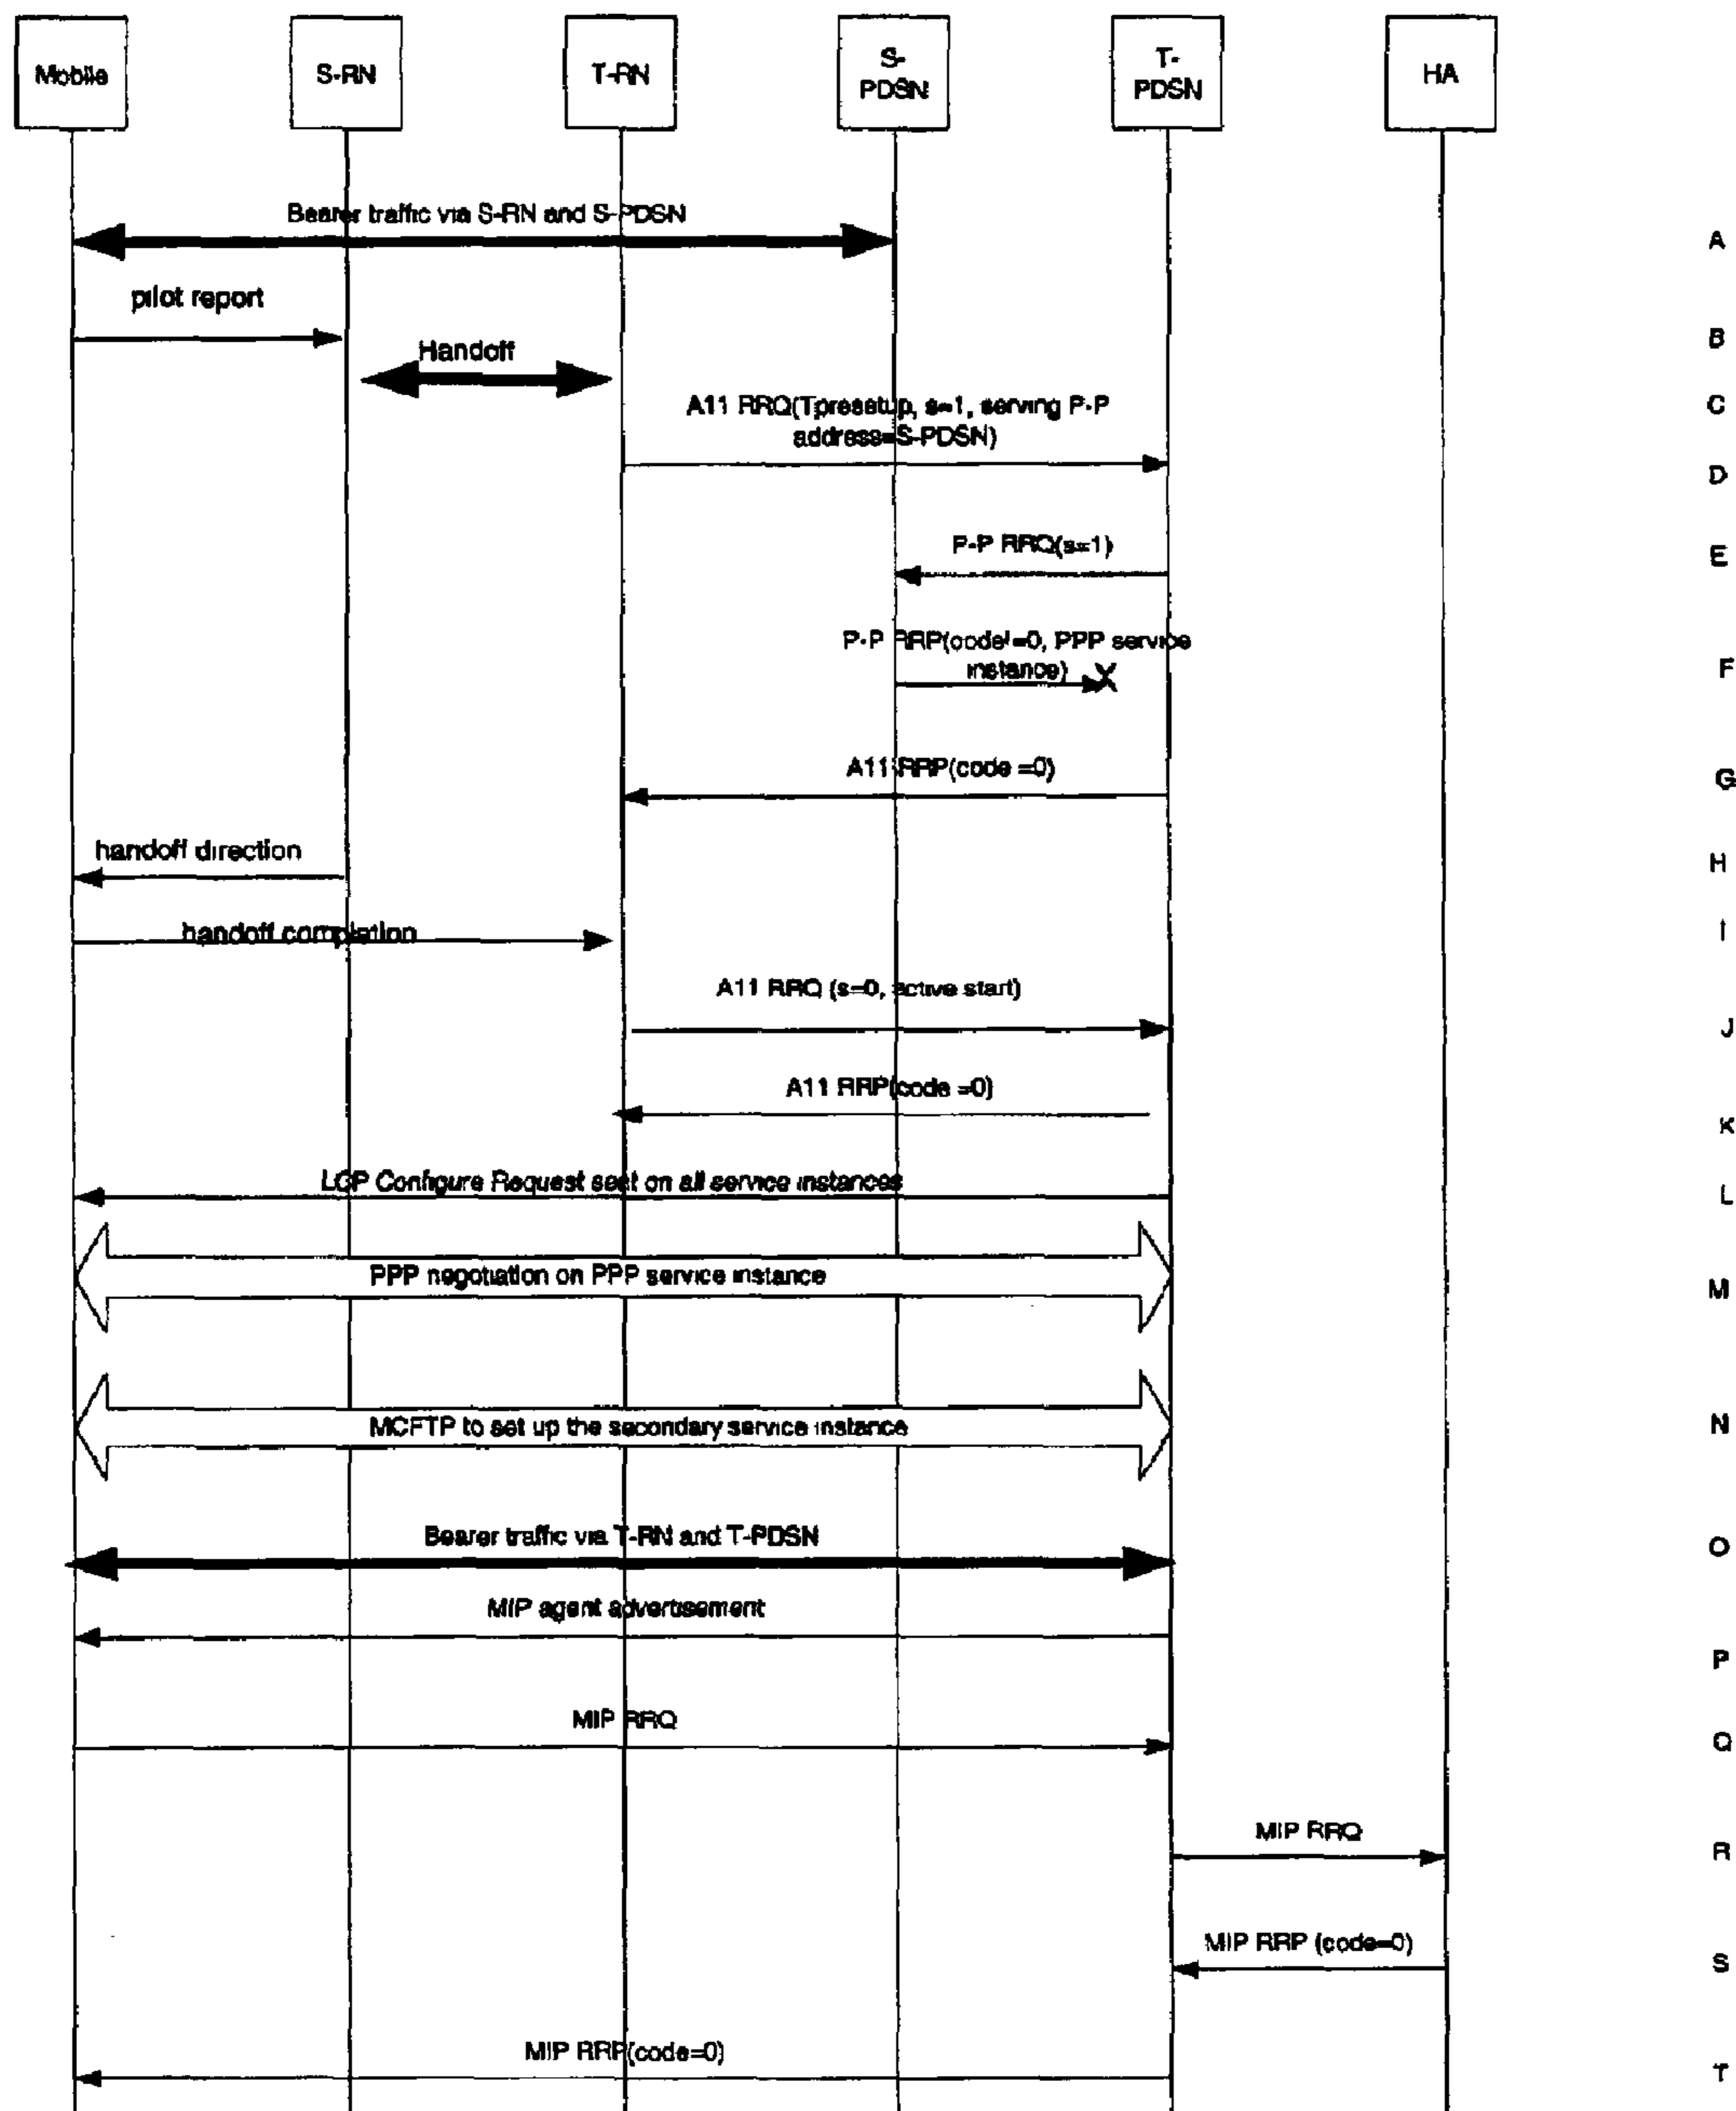 Mobile
S-RN
T-RN
S-
PDSN
T-
PDSN
HA
Bearer traffic via S-RN and S-PDSN
A
pilot report
B
Handoff
A11 RRQ(Tpresetup, s=1, serving P-P
address=S-PDSN)
C
D
P-P RRQ(s=1)
E
P-P RRP(code!=0, PPP service
instance)
X
F
A11 RRP(code =0)
G
handoff direction
H
handoff completion
I
A11 RRQ (s=0, active start)
J
A11 RRP(code =0)
K
LCP Configure Request sent on all service instances
L
PPP negotiation on PPP service instance
M
MCFTP to set up the secondary service instance
N
Bearer traffic via T-RN and T-PDSN
O
MIP agent advertisement
P
MIP RRQ
Q
MIP RRQ
R
MIP RRP (code=0)
S
MIP RRP(code=0)
T